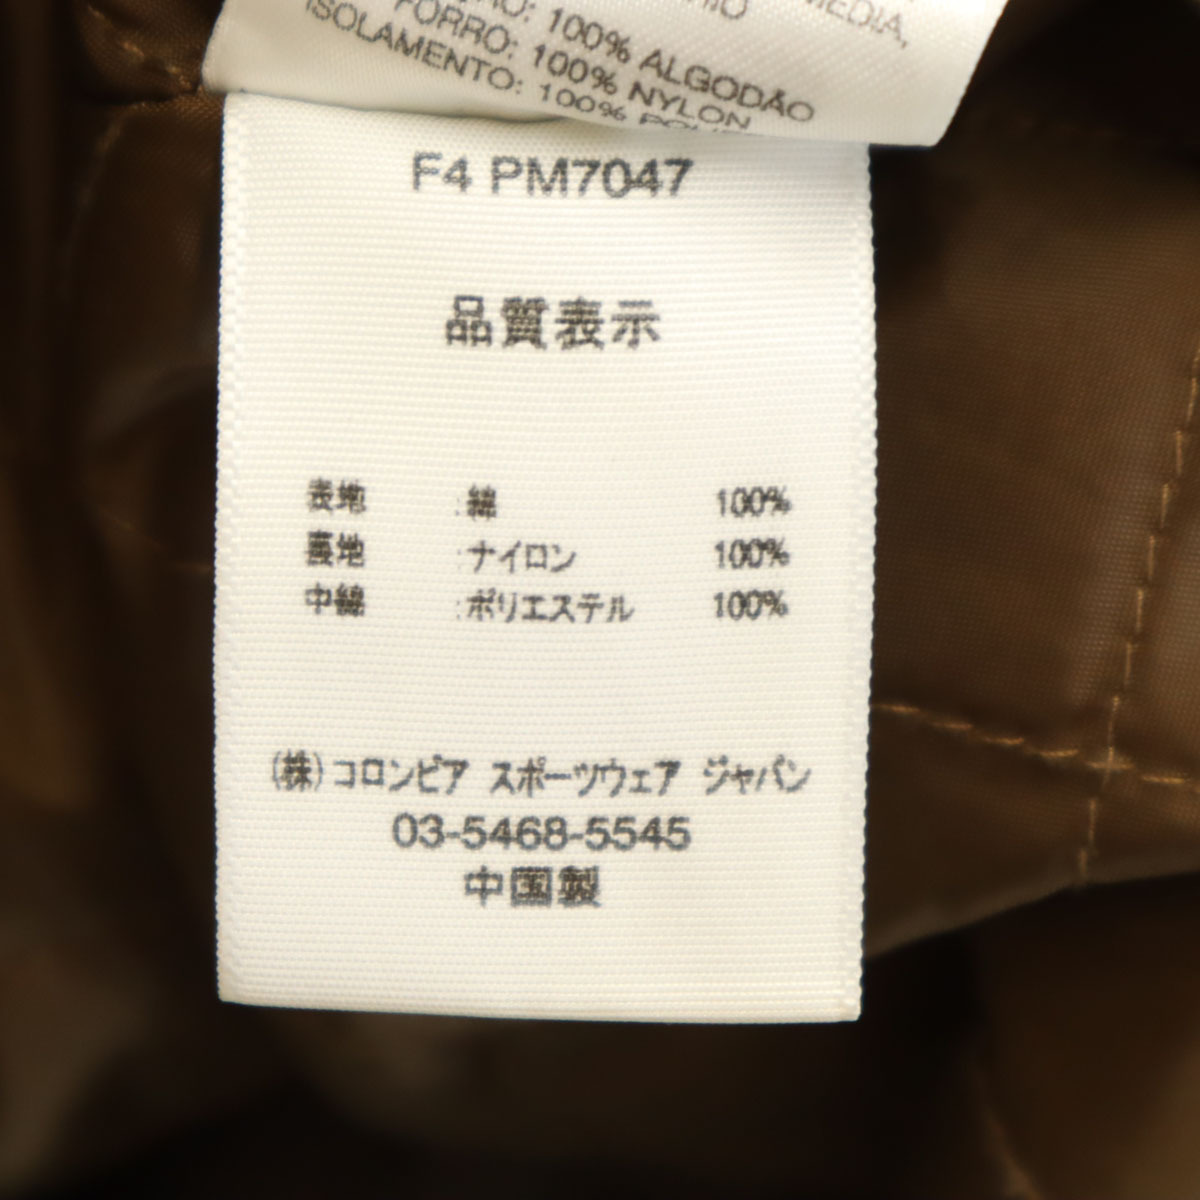 MEDIA,
100% ALGODÃO
FORRO: 100% NYLON
ISOLAMENTO: 100%
F4 PM7047
品質表示
表地 :綿 100%
裏地 :ナイロン 100%
中綿 :ポリエステル 100%
(株)コロンビア スポーツウェア ジャパン
03-5468-5545
中国製